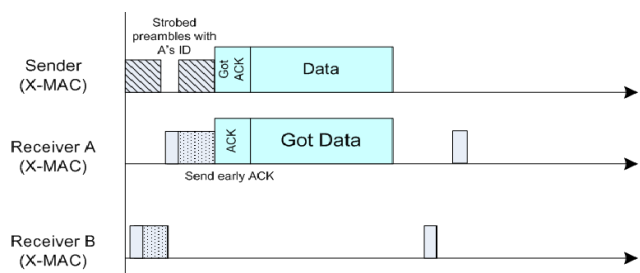 Strobed
preambles with
A"s ID
Sender
(X-MAC)
Got
ACK
Data
Receiver A
(X-MAC)
ACK
Got Data
Send early ACK
Receiver B
(X-MAC)